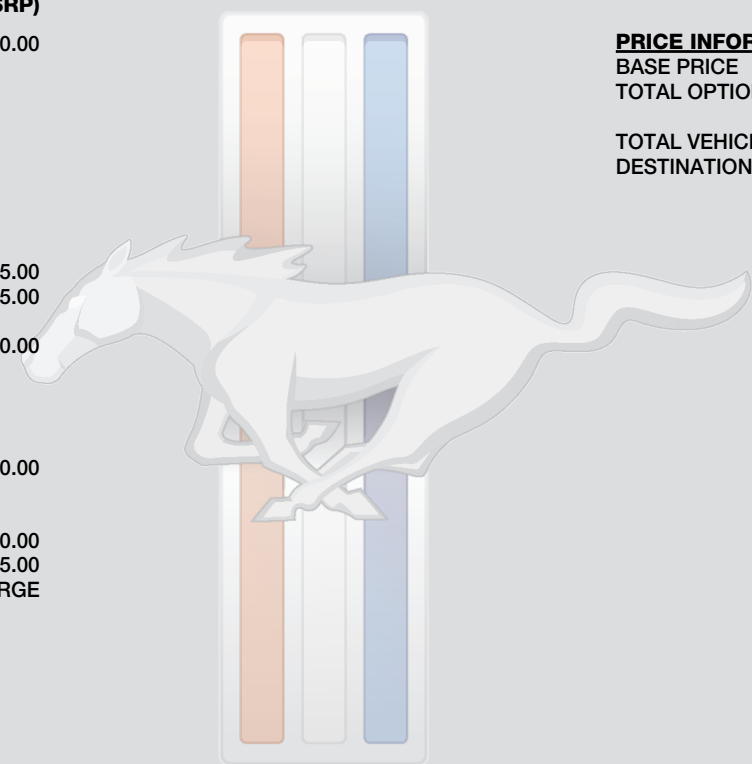 SRP)
0.00
5.00
5.00
0.00
0.00
0.00
5.00
RGE
PRICE INFOR
BASE PRICE
TOTAL OPTION
TOTAL VEHICL
DESTINATION